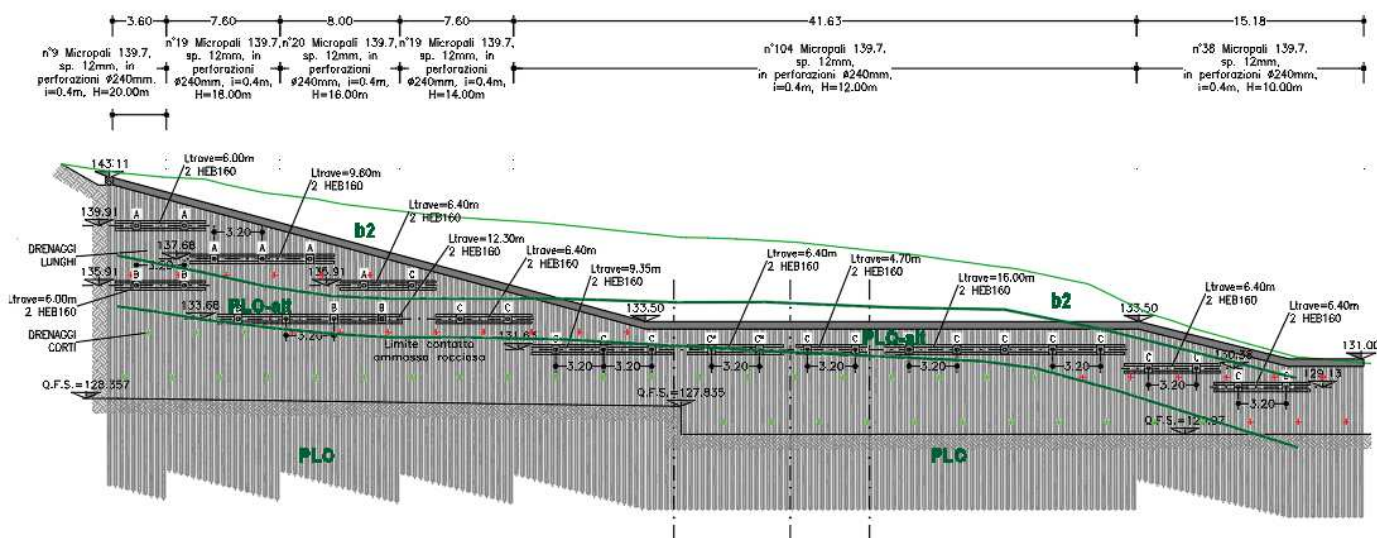 3.60
7.60
8.00
7.60
41.63
15.18
n°9 Micropali 139.7,
sp. 12mm, in
perforazioni ø240mm,
i=0.4m, H=20.00m
n°19 Micropali 139.7,
sp. 12mm, in
perforazioni
ø240mm, i=0.4m,
H=18.00m
n°20 Micropali 139.7,
sp. 12mm, in
perforazioni
ø240mm, i=0.4m,
H=16.00m
n°19 Micropali 139.7,
sp. 12mm, in
perforazioni
ø240mm, i=0.4m,
H=14.00m
n°104 Micropali 139.7,
sp. 12mm,
in perforazioni ø240mm,
i=0.4m, H=12.00m
n°38 Micropali 139.7,
sp. 12mm,
in perforazioni ø240mm,
i=0.4m, H=10.00m
143.11
Ltrave=6.00m
2 HEB160
Ltrave=9.60m
2 HEB160
Ltrave=6.40m
2 HEB160
b2
Ltrave=12.30m
2 HEB160
Ltrave=6.40m
2 HEB160
Ltrave=9.35m
2 HEB160
Ltrave=6.40m
2 HEB160
Ltrave=4.70m
2 HEB160
Ltrave=16.00m
2 HEB160
b2
Ltrave=6.40m
2 HEB160
Ltrave=6.40m
2 HEB160
139.91
A A
3.20
DRENAGGI
LUNGHI
137.68
A A A
3.20
135.91
B B
135.91
A C
Ltrave=6.00m
2 HEB160
133.68
PLO-alt
B B C C
3.20
133.50
133.50
131.00
DRENAGGI
CORTI
Limite contatto
ammosso roccioso
C C C
3.20 3.20
C* C*
3.20
C C
3.20
PLO-alt
C C C C
3.20 3.20
C C
3.20
C
3.20
129.13
Q.F.S.=128.357
Q.F.S.=127.835
PLO
PLO